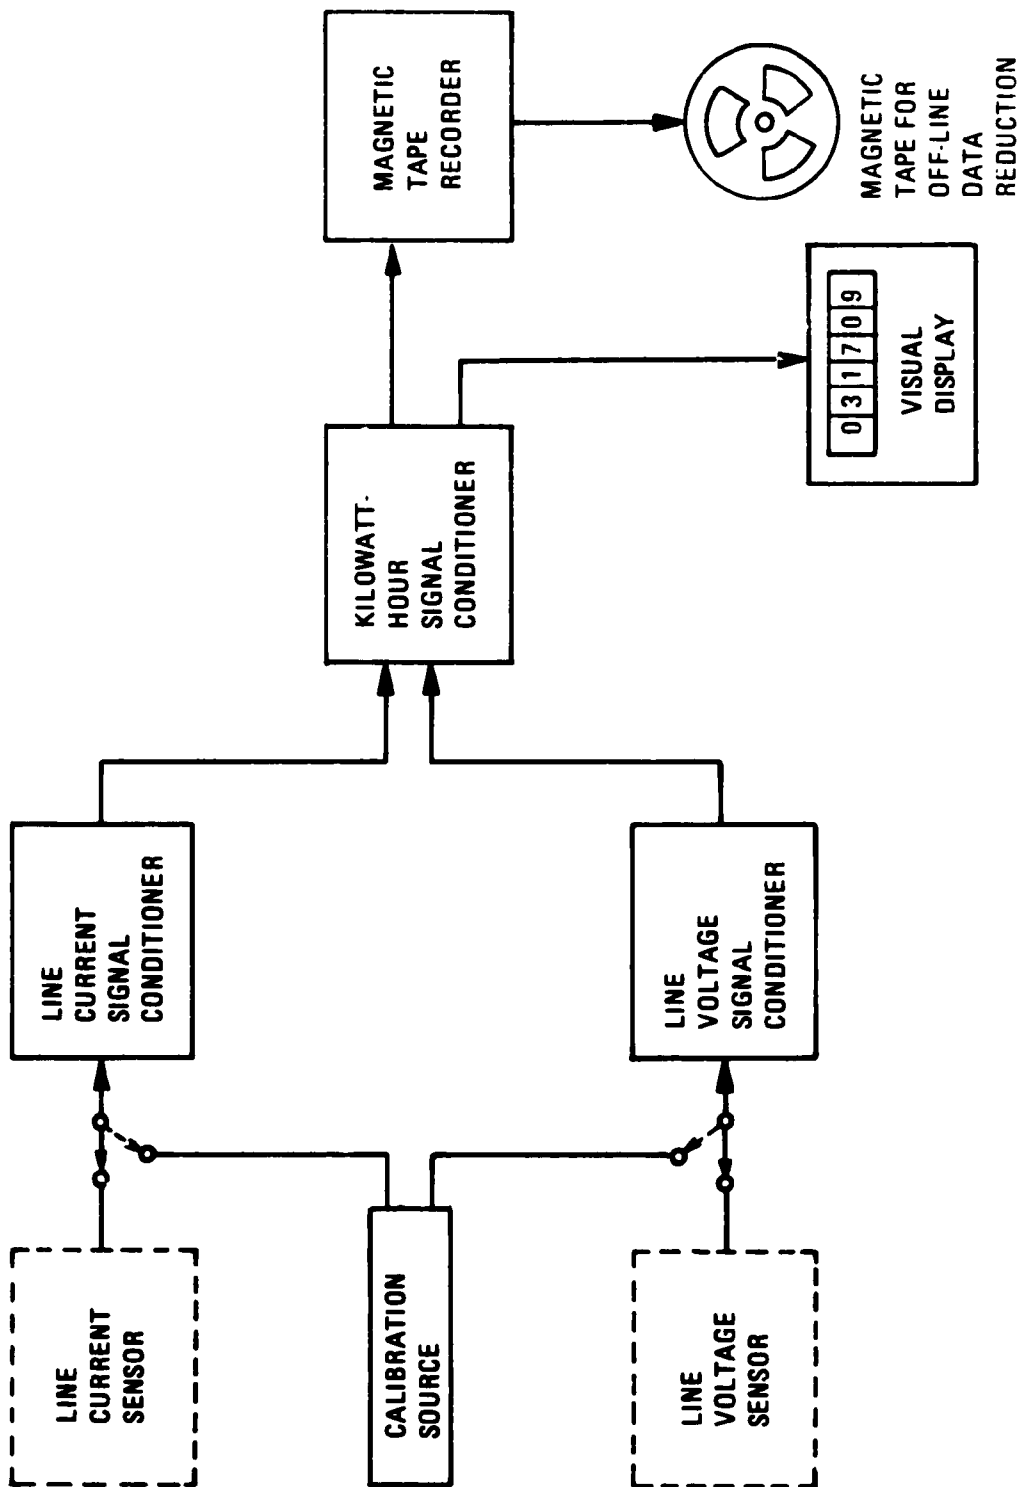 LINE
CURRENT
SENSOR
CALIBRATION
SOURCE
LINE
VOLTAGE
SENSOR
LINE
CURRENT
SIGNAL
CONDITIONER
LINE
VOLTAGE
SIGNAL
CONDITIONER
KILOWATT-
HOUR
SIGNAL
CONDITIONER
MAGNETIC
TAPE
RECORDER
0 3 1 7 0 9
VISUAL
DISPLAY
MAGNETIC
TAPE FOR
OFF-LINE
DATA
REDUCTION